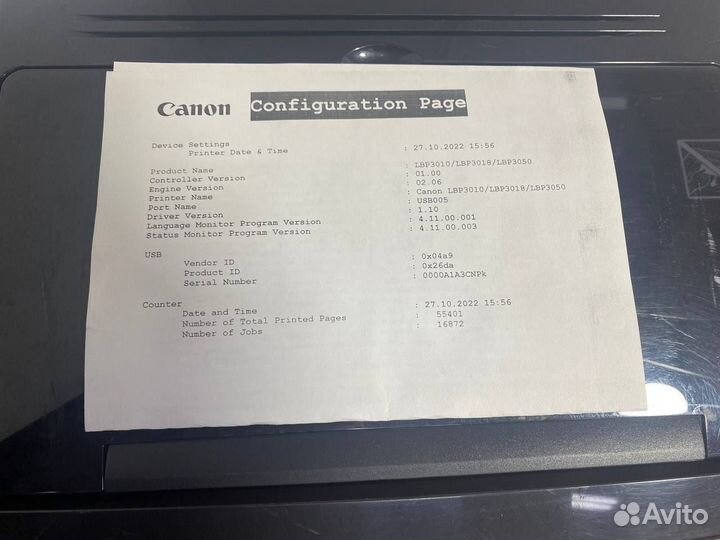 Canon Configuration Page
Device Settings
Printer Date & Time : 27.10.2022 15:56
Product Name : LBP3010/LBP3018/LBP3050
Controller Version : 01.00
Engine Version : 02.06
Printer Name : Canon LBP3010/LBP3018/LBP3050
Port Name : USB005
Driver Version : 1.10
Language Monitor Program Version : 4.11.00.001
Status Monitor Program Version : 4.11.00.003
USB
Vendor ID : 0x04a9
Product ID : 0x26da
Serial Number : 0000A1A3CNPk
Counter
Date and Time : 27.10.2022 15:56
Number of Total Printed Pages : 55401
Number of Jobs : 16872
Avito